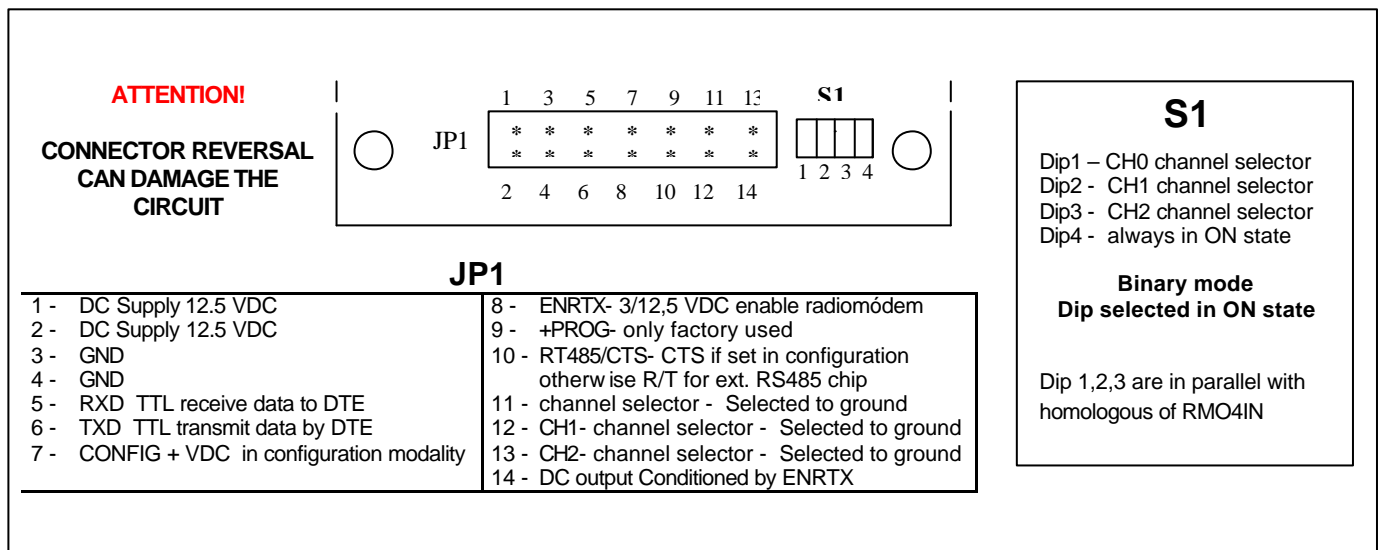 ATTENTION!
CONNECTOR REVERSAL
CAN DAMAGE THE
CIRCUIT
1 3 5 7 9 11 13
S1
JP1
* * * * * * *
* * * * * * *
1 2 3 4
2 4 6 8 10 12 14
JP1
1 - DC Supply 12.5 VDC
2 - DC Supply 12.5 VDC
3 - GND
4 - GND
5 - RXD TTL receive data to DTE
6 - TXD TTL transmit data by DTE
7 - CONFIG + VDC in configuration modality
8 - ENRTX- 3/12,5 VDC enable radiomódem
9 - +PROG- only factory used
10 - RT485/CTS- CTS if set in configuration
otherwise R/T for ext. RS485 chip
11 - channel selector - Selected to ground
12 - CH1- channel selector - Selected to ground
13 - CH2- channel selector - Selected to ground
14 - DC output Conditioned by ENRTX
S1
Dip1 – CH0 channel selector
Dip2 - CH1 channel selector
Dip3 - CH2 channel selector
Dip4 - always in ON state
Binary mode
Dip selected in ON state
Dip 1,2,3 are in parallel with
homologous of RMO4IN